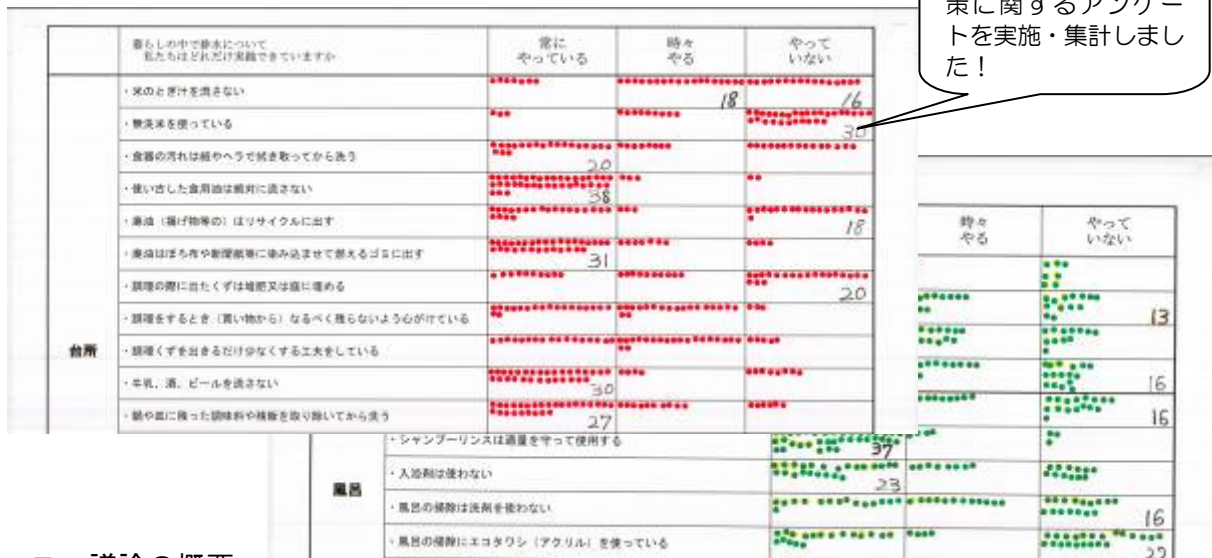 策に関するアンケー
トを実施・集計しまし
た！
暮らしの中で排水について
私たちはどれだけ実践できていますか
常に
やっている
時々
やる
やって
いない
台所
・米のとぎ汁を流さない
18
16
・無洗米を使っている
30
・食器の汚れは紙やヘラで拭き取ってから洗う
20
・使い古した食用油は絶対に流さない
38
・廃油（揚げ物等の）はリサイクルに出す
18
・廃油はぼろ布や新聞紙等に染み込ませて燃えるゴミに出す
31
・調理の際に出たくずは堆肥又は庭に埋める
20
・調理をするとき（買い物から）なるべく残らないよう心がけている
・調理くずを出きるだけ少なくする工夫をしている
・牛乳、酒、ビールを流さない
30
・鍋や皿に残った調味料や残飯を取り除いてから洗う
27
時々
やる
やって
いない
13
16
16
風呂
・シャンプーリンスは適量を守って使用する
37
・入浴剤は使わない
23
・風呂の掃除は洗剤を使わない
16
・風呂の掃除にエコタワシ（アクリル）を使っている
22
議論の概要